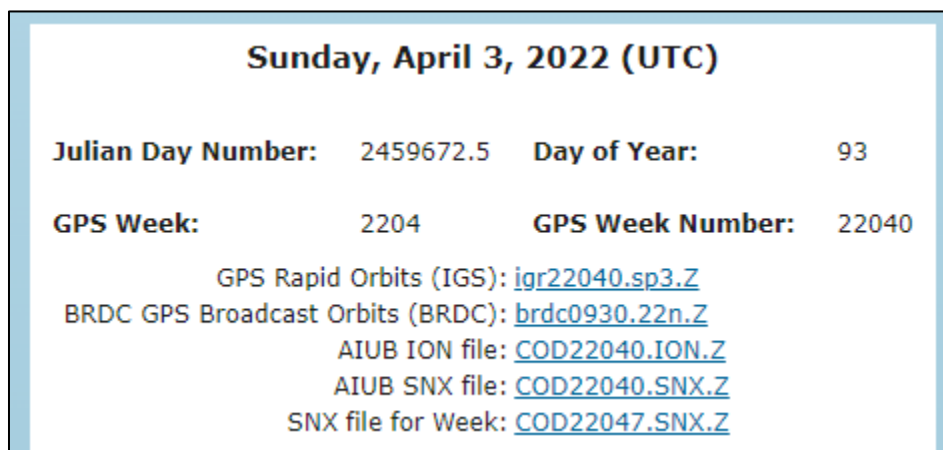 Sunday, April 3, 2022 (UTC)
Julian Day Number: 2459672.5 Day of Year: 93
GPS Week: 2204 GPS Week Number: 22040
GPS Rapid Orbits (IGS): igr22040.sp3.Z
BRDC GPS Broadcast Orbits (BRDC): brdc0930.22n.Z
AIUB ION file: COD22040.ION.Z
AIUB SNX file: COD22040.SNX.Z
SNX file for Week: COD22047.SNX.Z